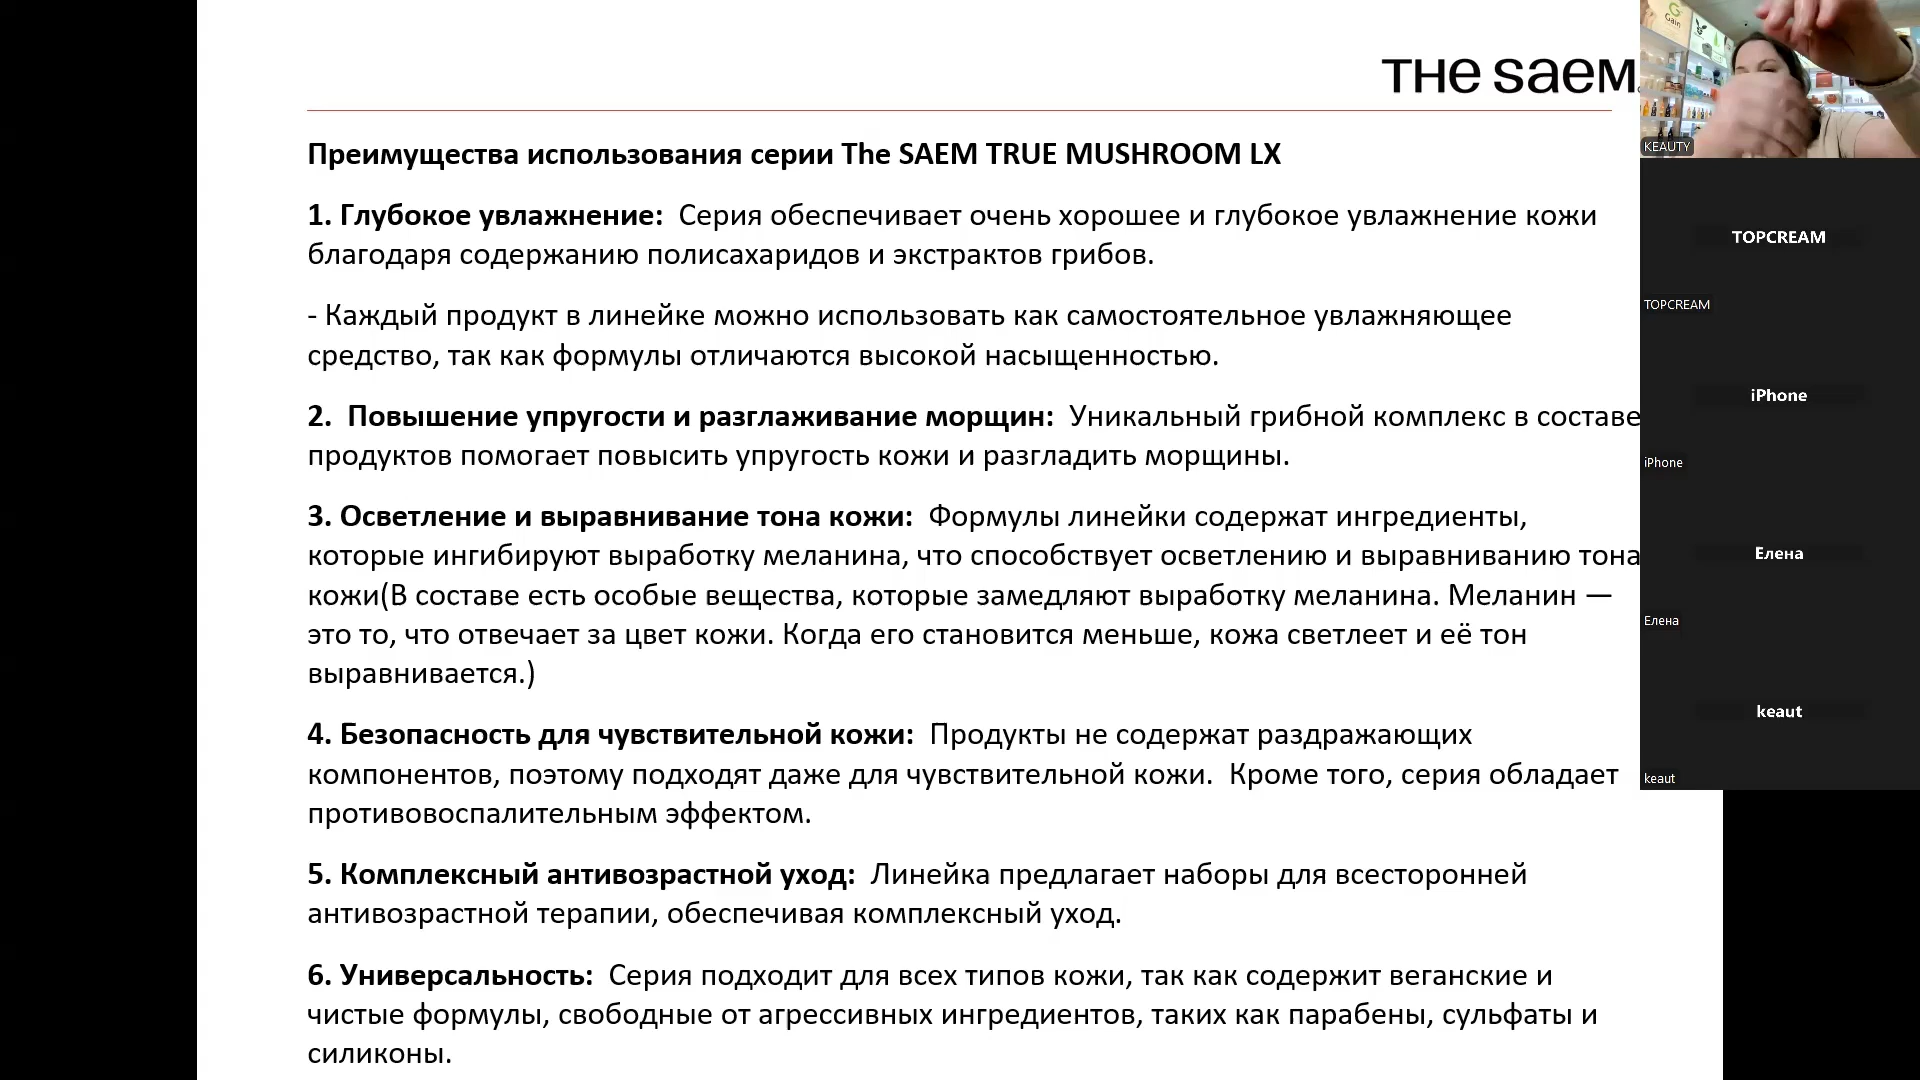 THE SAEM
Преимущества использования серии The SAEM TRUE MUSHROOM LX
1. Глубокое увлажнение:  Серия обеспечивает очень хорошее и глубокое увлажнение кожи
благодаря содержанию полисахаридов и экстрактов грибов.
- Каждый продукт в линейке можно использовать как самостоятельное увлажняющее
средство, так как формулы отличаются высокой насыщенностью.
2.  Повышение упругости и разглаживание морщин:  Уникальный грибной комплекс в составе
продуктов помогает повысить упругость кожи и разгладить морщины.
3. Осветление и выравнивание тона кожи:  Формулы линейки содержат ингредиенты,
которые ингибируют выработку меланина, что способствует осветлению и выравниванию тона
кожи(В составе есть особые вещества, которые замедляют выработку меланина. Меланин —
это то, что отвечает за цвет кожи. Когда его становится меньше, кожа светлеет и её тон
выравнивается.)
4. Безопасность для чувствительной кожи:  Продукты не содержат раздражающих
компонентов, поэтому подходят даже для чувствительной кожи.  Кроме того, серия обладает
противовоспалительным эффектом.
5. Комплексный антивозрастной уход:  Линейка предлагает наборы для всесторонней
антивозрастной терапии, обеспечивая комплексный уход.
6. Универсальность:  Серия подходит для всех типов кожи, так как содержит веганские и
чистые формулы, свободные от агрессивных ингредиентов, таких как парабены, сульфаты и
силиконы.
G
Gain
KEAUTY
TOPCREAM
TOPCREAM
iPhone
iPhone
Елена
Елена
keaut
keaut